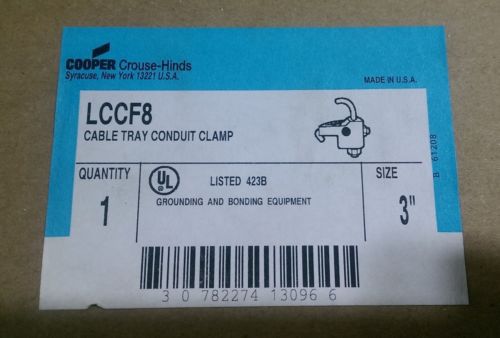 COOPER Crouse-Hinds
Syracuse, New York 13221 U.S.A.
MADE IN U.S.A.
LCCF8
CABLE TRAY CONDUIT CLAMP
B 61208
QUANTITY
1
UL
LISTED 423B
GROUNDING AND BONDING EQUIPMENT
SIZE
3"
3 0 782274 13096 6